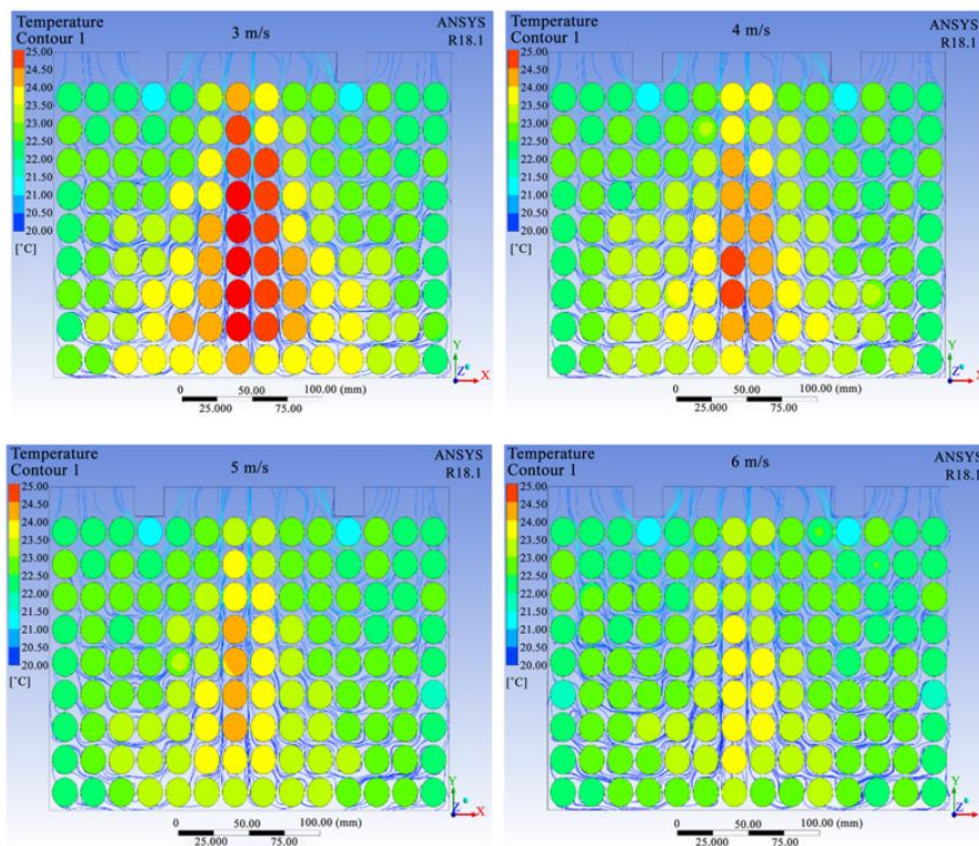 Temperature
Contour 1
3 m/s
ANSYS
R18.1
25.00
24.50
24.00
23.50
23.00
22.50
22.00
21.50
21.00
20.50
20.00
[°C]
Y
Z
X
0 50.00 100.00 (mm)
25.000 75.00
Temperature
Contour 1
4 m/s
ANSYS
R18.1
25.00
24.50
24.00
23.50
23.00
22.50
22.00
21.50
21.00
20.50
20.00
[°C]
Y
Z
X
0 50.00 100.00 (mm)
25.000 75.00
Temperature
Contour 1
5 m/s
ANSYS
R18.1
25.00
24.50
24.00
23.50
23.00
22.50
22.00
21.50
21.00
20.50
20.00
[°C]
Y
Z
X
0 50.00 100.00 (mm)
25.000 75.00
Temperature
Contour 1
6 m/s
ANSYS
R18.1
25.00
24.50
24.00
23.50
23.00
22.50
22.00
21.50
21.00
20.50
20.00
[°C]
Y
Z
X
0 50.00 100.00 (mm)
25.000 75.00